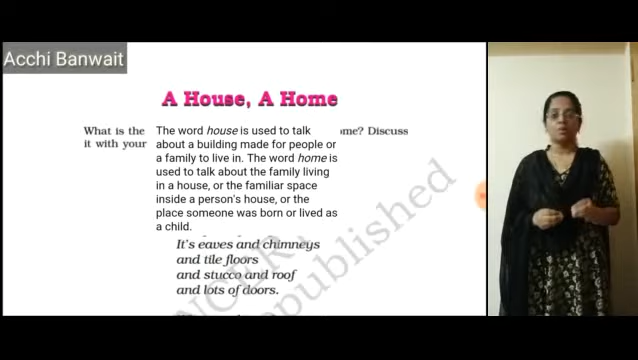 Acchi Banwait
A House, A Home
What is the
it with your
The word house is used to talk
about a building made for people or
a family to live in. The word home is
used to talk about the family living
in a house, or the familiar space
inside a person's house, or the
place someone was born or lived as
a child.
ome? Discuss
It's eaves and chimneys
and tile floors
and stucco and roof
and lots of doors.
NCERT
republished